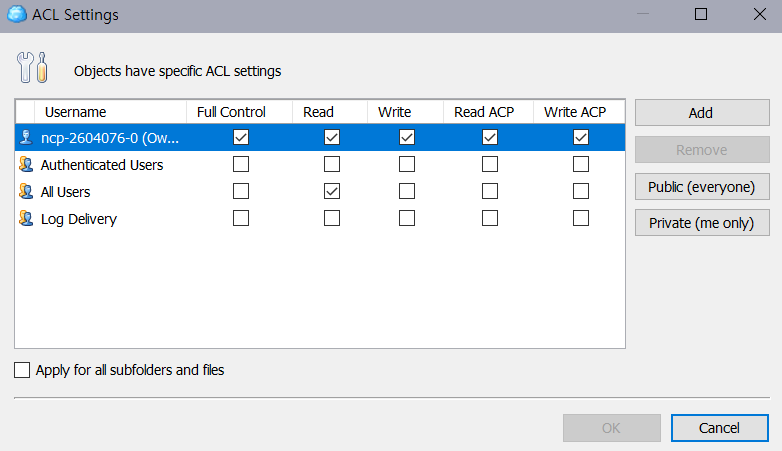 ACL Settings
Objects have specific ACL settings
Username Full Control Read Write Read ACP Write ACP
ncp-2604076-0 (Ow...
Authenticated Users
All Users
Log Delivery
Add
Remove
Public (everyone)
Private (me only)
Apply for all subfolders and files
OK Cancel